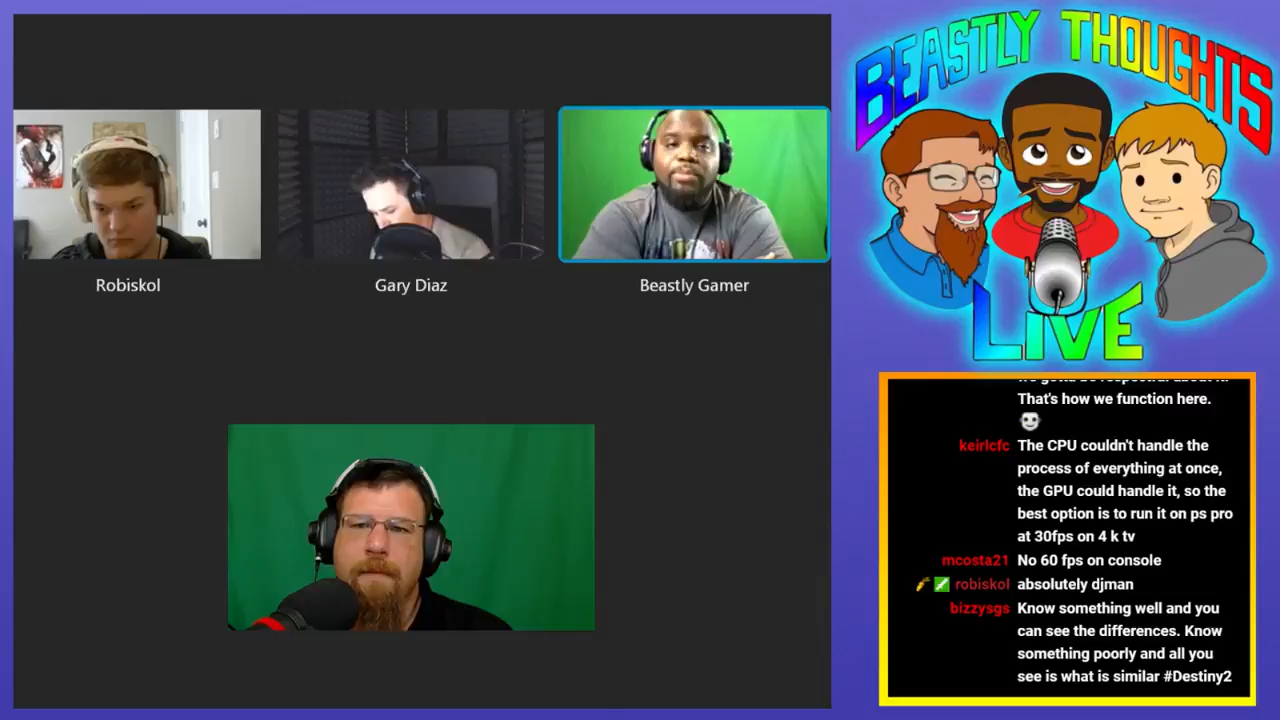 BEASTLY THOUGHTS
LIVE
Robiskol
Gary Diaz
Beastly Gamer
That's how we function here.
keirlcfc The CPU couldn't handle the
process of everything at once,
the GPU could handle it, so the
best option is to run it on ps pro
at 30fps on 4 k tv
mcosta21 No 60 fps on console
robiskol absolutely djman
bizzysgs Know something well and you
can see the differences. Know
something poorly and all you
see is what is similar #Destiny2